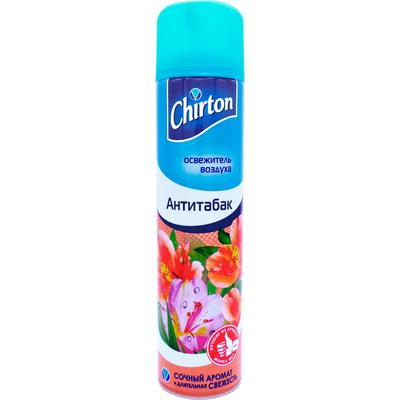 Chirton
освежитель
воздуха
Антитабак
СОЧНЫЙ АРОМАТ
+ ДЛИТЕЛЬНАЯ СВЕЖЕСТЬ